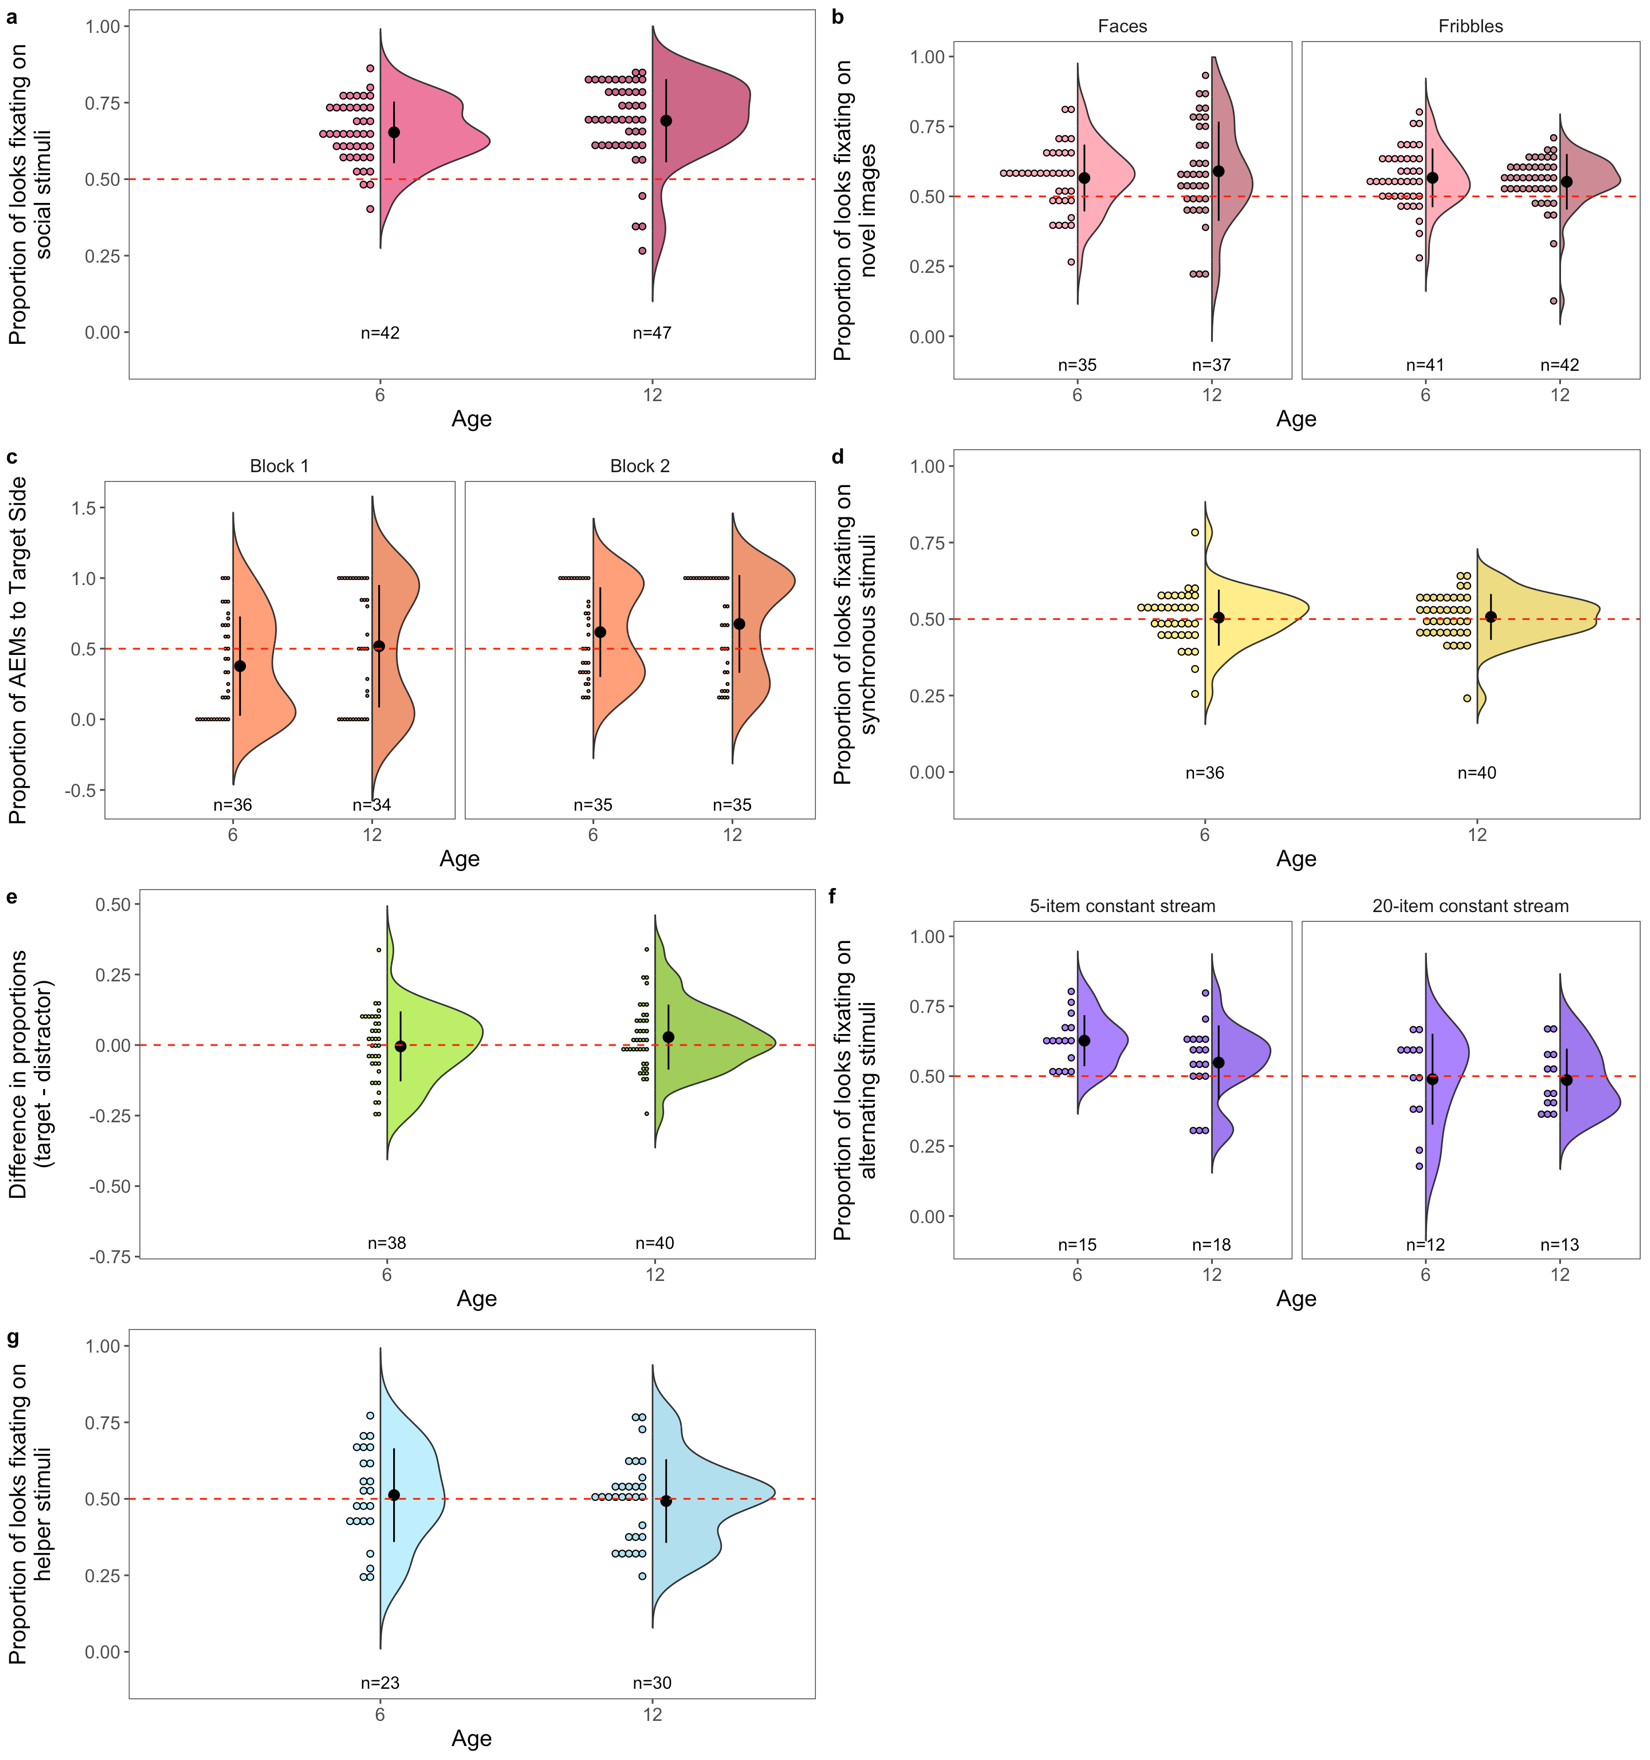 a
Proportion of looks fixating on
social stimuli
1.00
0.75
0.50
0.25
0.00
n=42
n=47
6
12
Age
b
Faces
Fribbles
Proportion of looks fixating on
novel images
1.00
0.75
0.50
0.25
0.00
n=35
n=37
n=41
n=42
6
12
6
12
Age
c
Block 1
Block 2
Proportion of AEMs to Target Side
1.5
1.0
0.5
0.0
-0.5
n=36
n=34
n=35
n=35
6
12
6
12
Age
d
Proportion of looks fixating on
synchronous stimuli
1.00
0.75
0.50
0.25
0.00
n=36
n=40
6
12
Age
e
Difference in proportions
(target - distractor)
0.50
0.25
0.00
-0.25
-0.50
-0.75
n=38
n=40
6
12
Age
f
5-item constant stream
20-item constant stream
Proportion of looks fixating on
alternating stimuli
1.00
0.75
0.50
0.25
0.00
n=15
n=18
n=12
n=13
6
12
6
12
Age
g
Proportion of looks fixating on
helper stimuli
1.00
0.75
0.50
0.25
0.00
n=23
n=30
6
12
Age